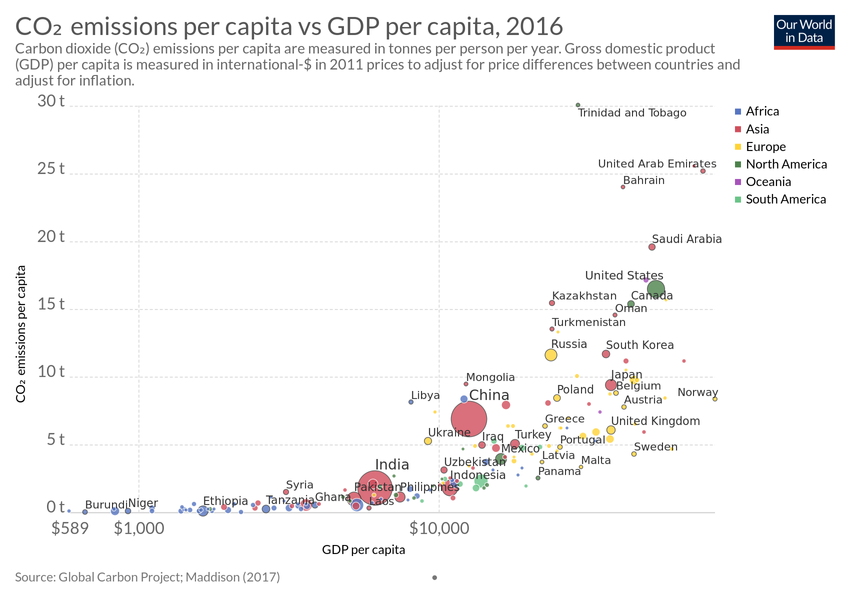 CO₂ emissions per capita vs GDP per capita, 2016
Carbon dioxide (CO₂) emissions per capita are measured in tonnes per person per year. Gross domestic product
(GDP) per capita is measured in international-$ in 2011 prices to adjust for price differences between countries and
adjust for inflation.
Our World
in Data
30 t
Trinidad and Tobago
Africa
Asia
Europe
North America
Oceania
South America
25 t
United Arab Emirates
Bahrain
20 t
Saudi Arabia
United States
Canada
Kazakhstan
15 t
Oman
Turkmenistan
Russia
South Korea
10 t
Mongolia
Japan
Belgium
Libya
China
Poland
Norway
Austria
Greece
United Kingdom
Ukraine
Iraq
Turkey
Portugal
5 t
Mexico
Sweden
Latvia
Malta
India
Uzbekistan
Panama
Indonesia
Syria
Pakistan
Philippines
Burundi
Niger
Ethiopia
Tanzania
Ghana
Laos
0 t
$589
$1,000
$10,000
CO₂ emissions per capita
GDP per capita
Source: Global Carbon Project; Maddison (2017)